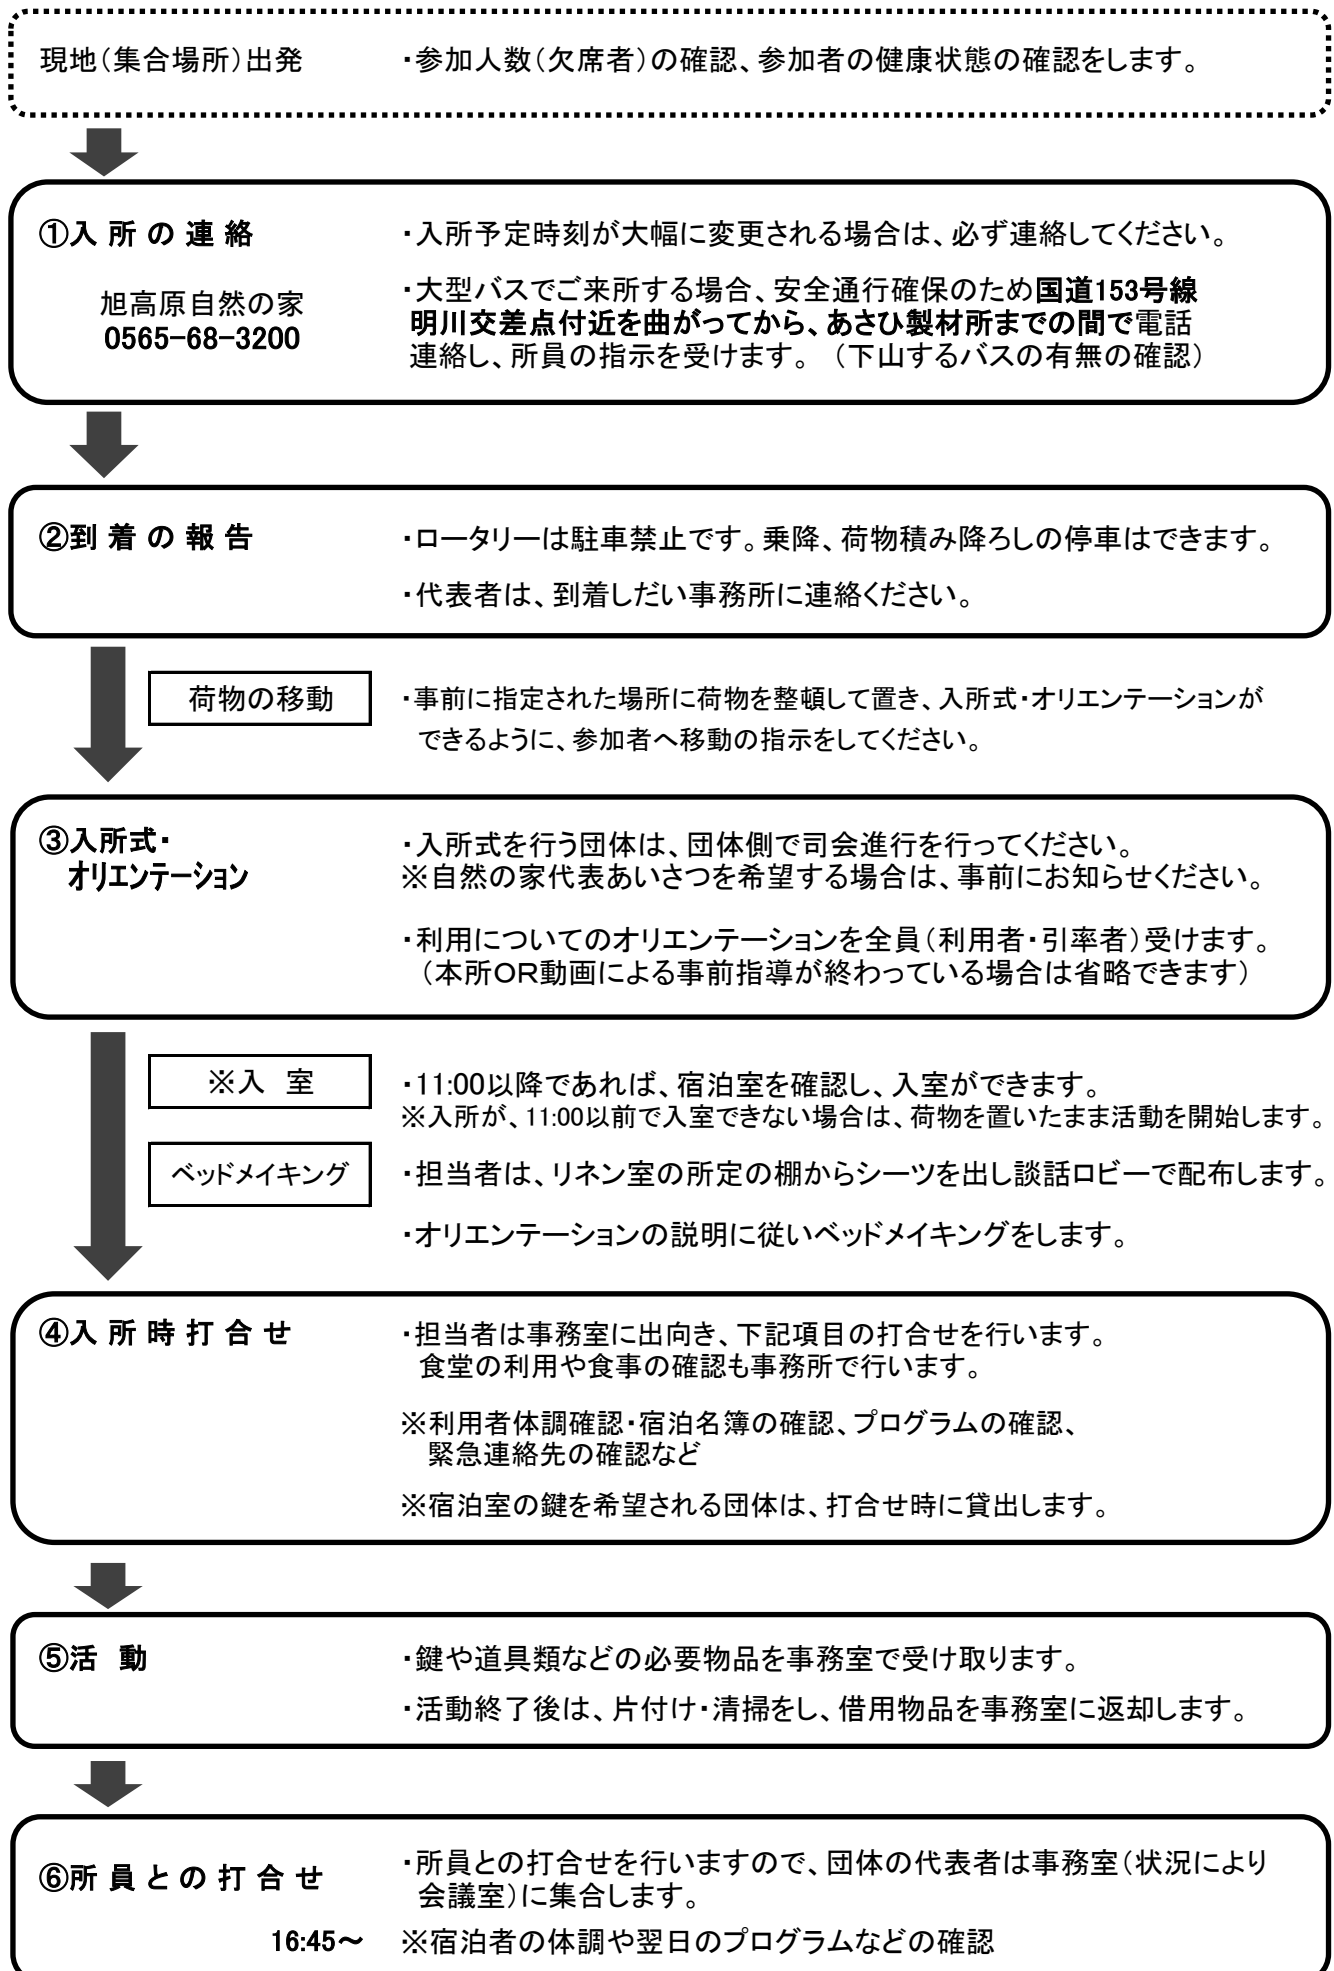 現地(集合場所)出発 ・参加人数(欠席者)の確認、参加者の健康状態の確認をします。
①入 所 の 連 絡 ・入所予定時刻が大幅に変更される場合は、必ず連絡してください。
旭高原自然の家
0565-68-3200
・大型バスでご来所する場合、安全通行確保のため国道153号線
明川交差点付近を曲がってから、あさひ製材所までの間で電話
連絡し、所員の指示を受けます。 (下山するバスの有無の確認)
②到 着 の 報 告 ・ロータリーは駐車禁止です。乗降、荷物積み降ろしの停車はできます。
・代表者は、到着しだい事務所に連絡ください。
荷物の移動 ・事前に指定された場所に荷物を整頓して置き、入所式・オリエンテーションが
できるように、参加者へ移動の指示をしてください。
③入所式・
オリエンテーション
・入所式を行う団体は、団体側で司会進行を行ってください。
※自然の家代表あいさつを希望する場合は、事前にお知らせください。
・利用についてのオリエンテーションを全員(利用者・引率者)受けます。
(本所OR動画による事前指導が終わっている場合は省略できます)
※入 室 ・11:00以降であれば、宿泊室を確認し、入室ができます。
※入所が、11:00以前で入室できない場合は、荷物を置いたまま活動を開始します。
ベッドメイキング ・担当者は、リネン室の所定の棚からシーツを出し談話ロビーで配布します。
・オリエンテーションの説明に従いベッドメイキングをします。
④入 所 時 打 合 せ ・担当者は事務室に出向き、下記項目の打合せを行います。
食堂の利用や食事の確認も事務所で行います。
※利用者体調確認・宿泊名簿の確認、プログラムの確認、
緊急連絡先の確認など
※宿泊室の鍵を希望される団体は、打合せ時に貸出します。
⑤活 動 ・鍵や道具類などの必要物品を事務室で受け取ります。
・活動終了後は、片付け・清掃をし、借用物品を事務室に返却します。
⑥所 員 と の 打 合 せ ・所員との打合せを行いますので、団体の代表者は事務室(状況により
会議室)に集合します。
16:45～ ※宿泊者の体調や翌日のプログラムなどの確認